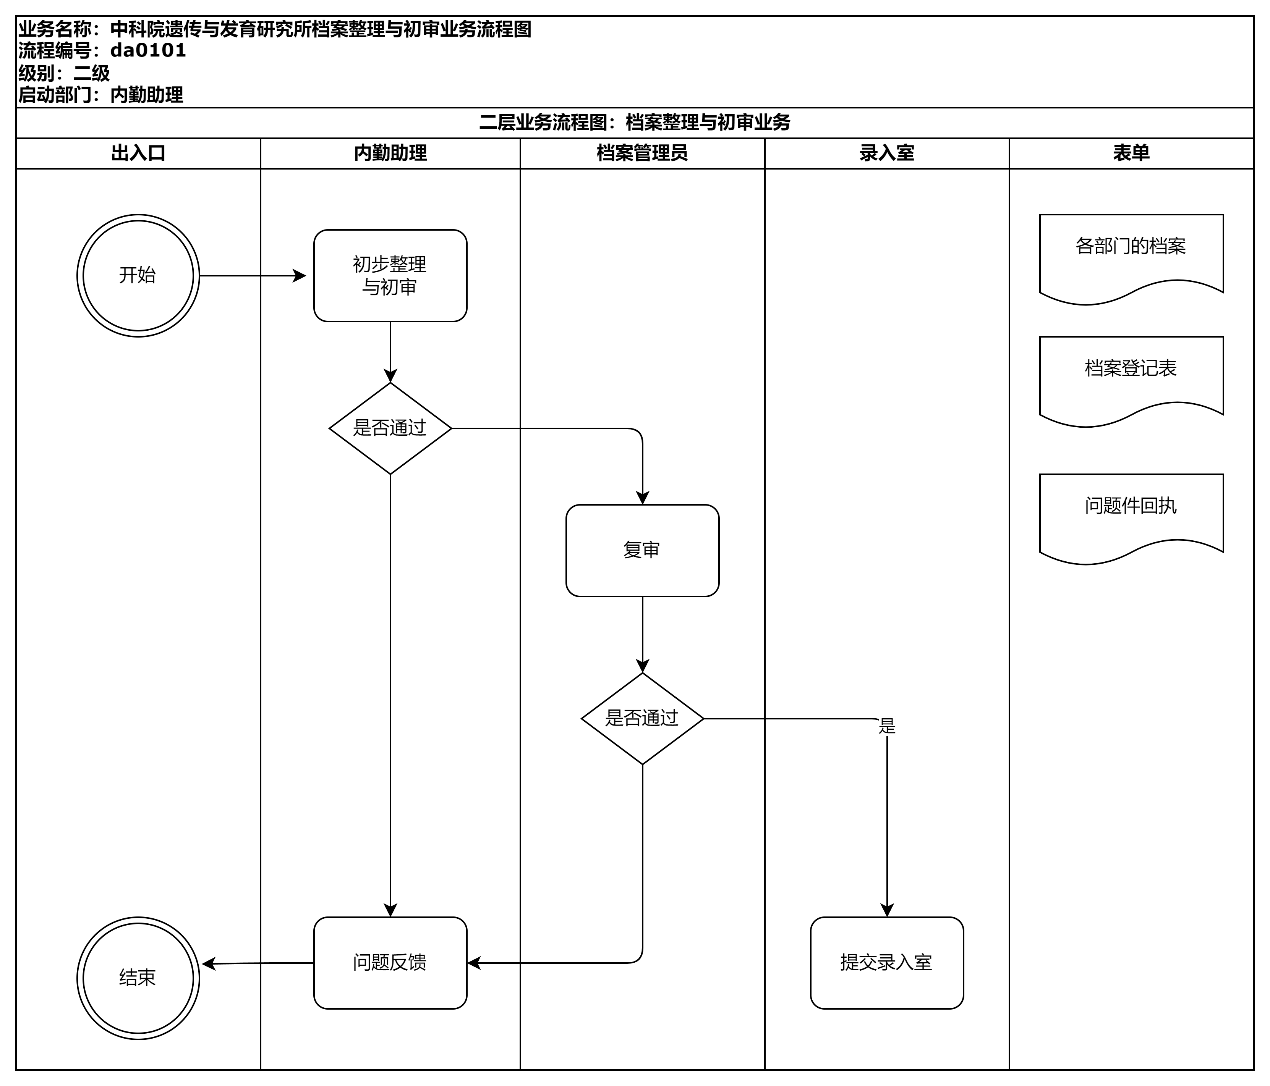 业务名称：中科院遗传与发育研究所档案整理与初审业务流程图
流程编号：da0101
级别：二级
启动部门：内勤助理
二层业务流程图：档案整理与初审业务
出入口
内勤助理
档案管理员
录入室
表单
开始
初步整理
与初审
各部门的档案
档案登记表
是否通过
问题件回执
复审
是否通过
是
结束
问题反馈
提交录入室